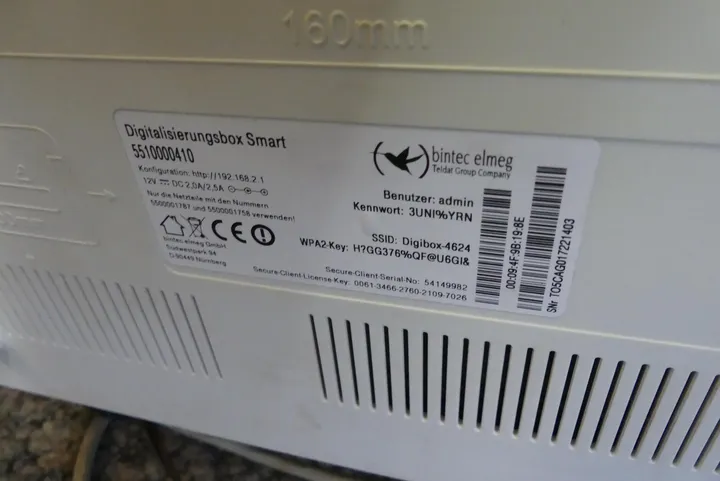 160mm
Digitalisierungsbox Smart
5510000410
Konfiguration: http://192.168.2.1
12V DC 2,0A/2,5A
Nur die Netzteile mit den Nummern
5500001787 und 5500001758 verwenden!
CE
bintec elmeg GmbH
Südwestpark 94
D-90449 Nürnberg
bintec elmeg
Teldat Group Company
Benutzer: admin
Kennwort: 3UNI%YRN
SSID: Digibox-4624
WPA2-Key: H?GG376%QF@U6GI&
Secure-Client-Serial-No: 54149982
Secure-Client-License-Key: 0061-3466-2760-2109-7026
00:09:4F:9B:19:8E
SNr TO5CAG017221403